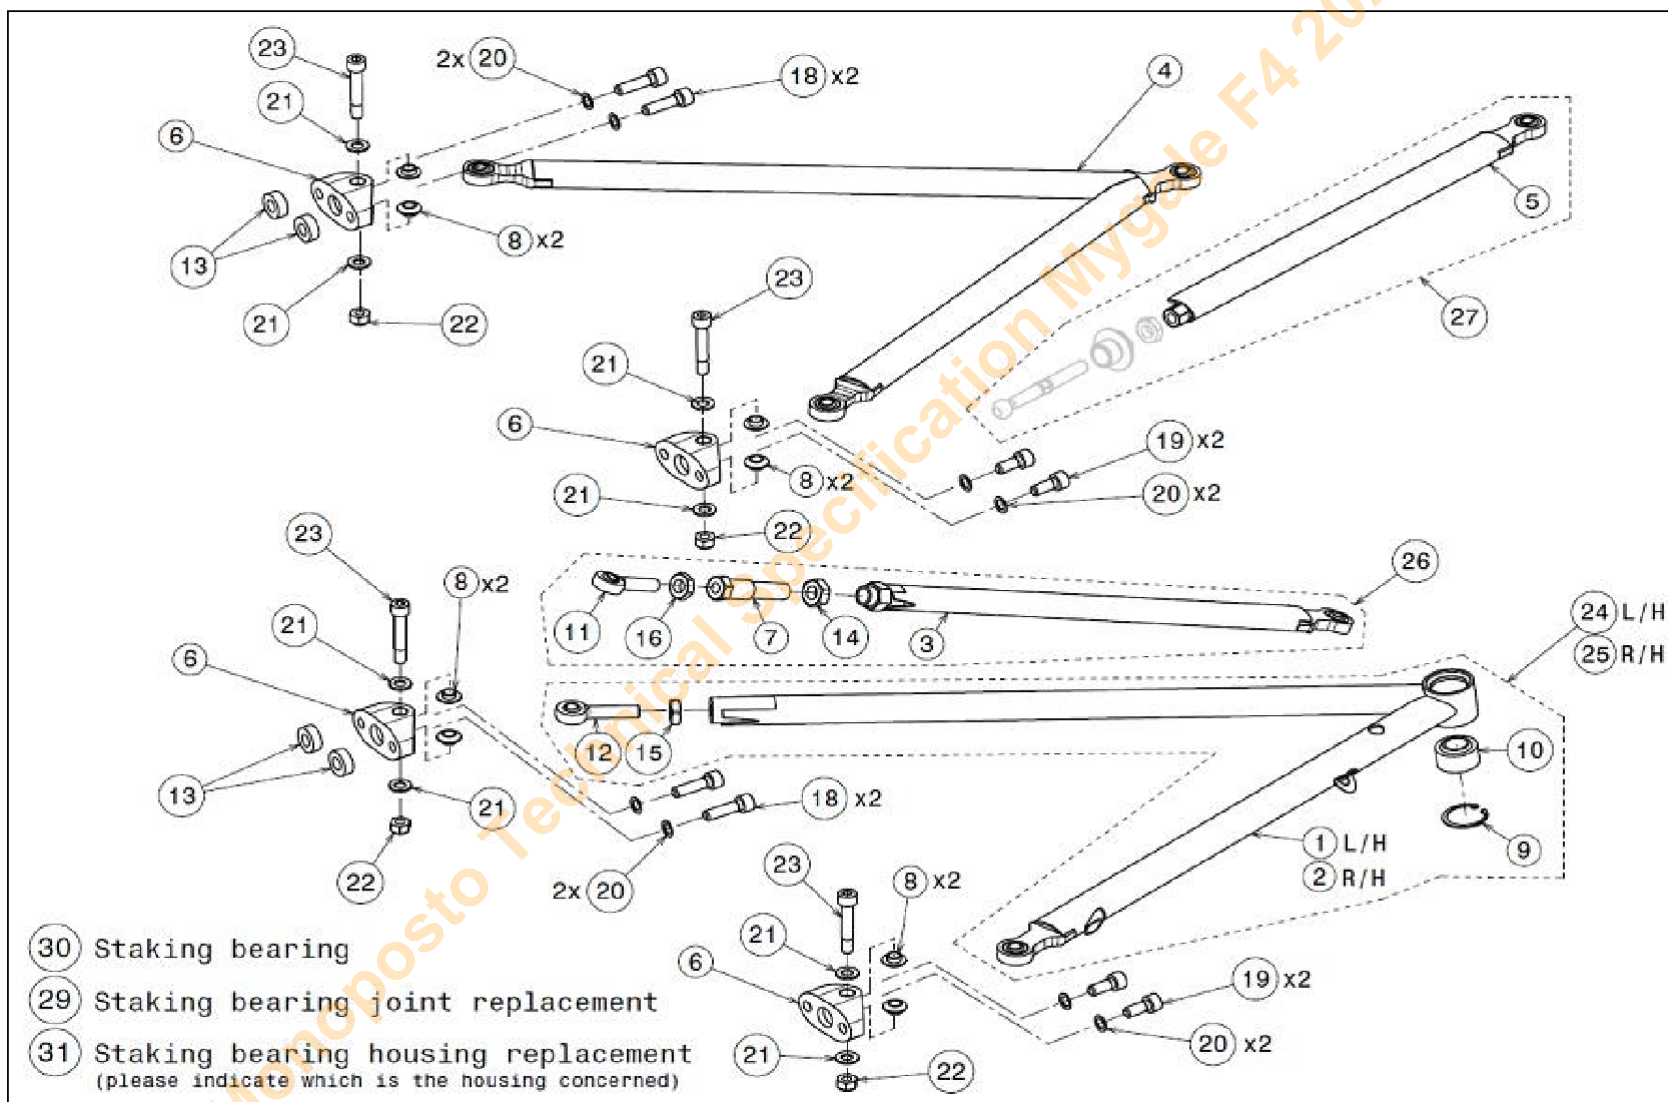 23
2x 20
18 x2
4
21
6
5
8 x2
13
21
22
27
23
21
6
19 x2
8 x2
20 x2
21
22
23
8 x2
26
11
16
7
14
3
24 L/H
25 R/H
21
6
12
15
10
13
21
18 x2
1 L/H
2 R/H
9
22
2x 20
23
8 x2
21
6
19 x2
20 x2
21
22
30 Staking bearing
29 Staking bearing joint replacement
31 Staking bearing housing replacement
(please indicate which is the housing concerned)
Monoposto Technical Specification Mygale F4 20